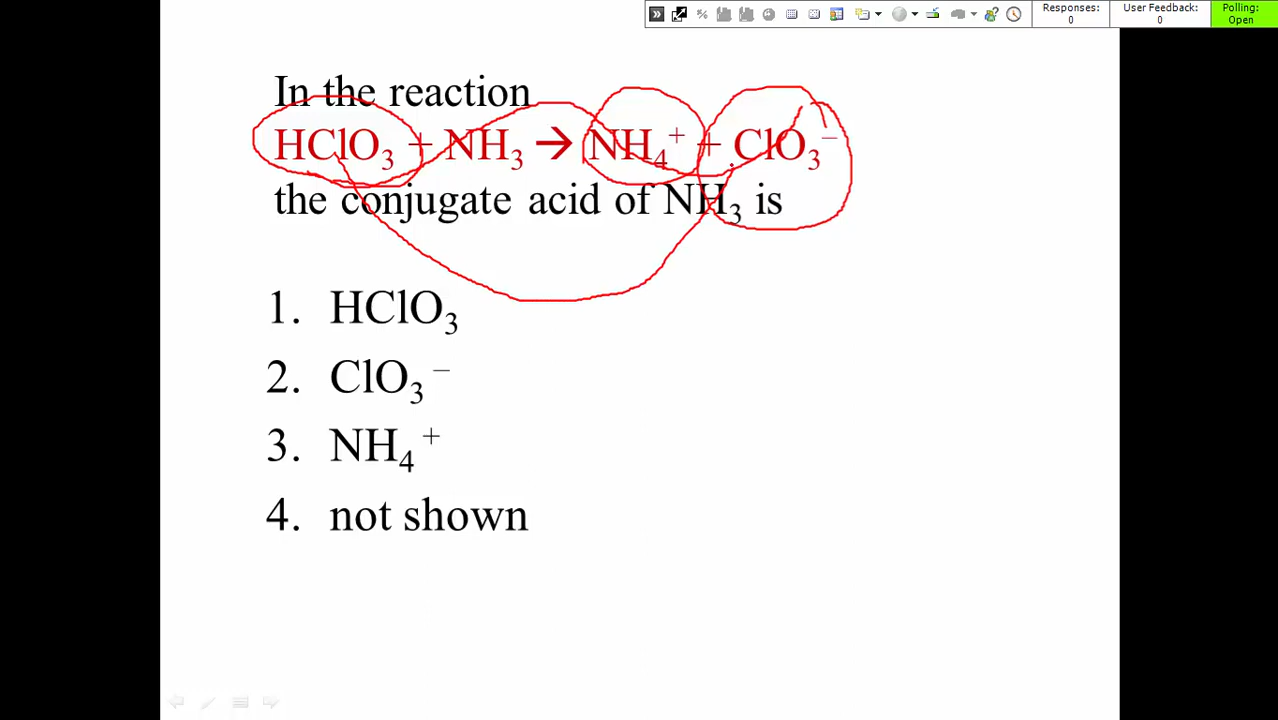 Responses: User Feedback: Polling:
0 0 Open
In the reaction
HClO₃ + NH₃ → NH₄⁺ + ClO₃⁻
the conjugate acid of NH₃ is
1. HClO₃
2. ClO₃⁻
3. NH₄⁺
4. not shown